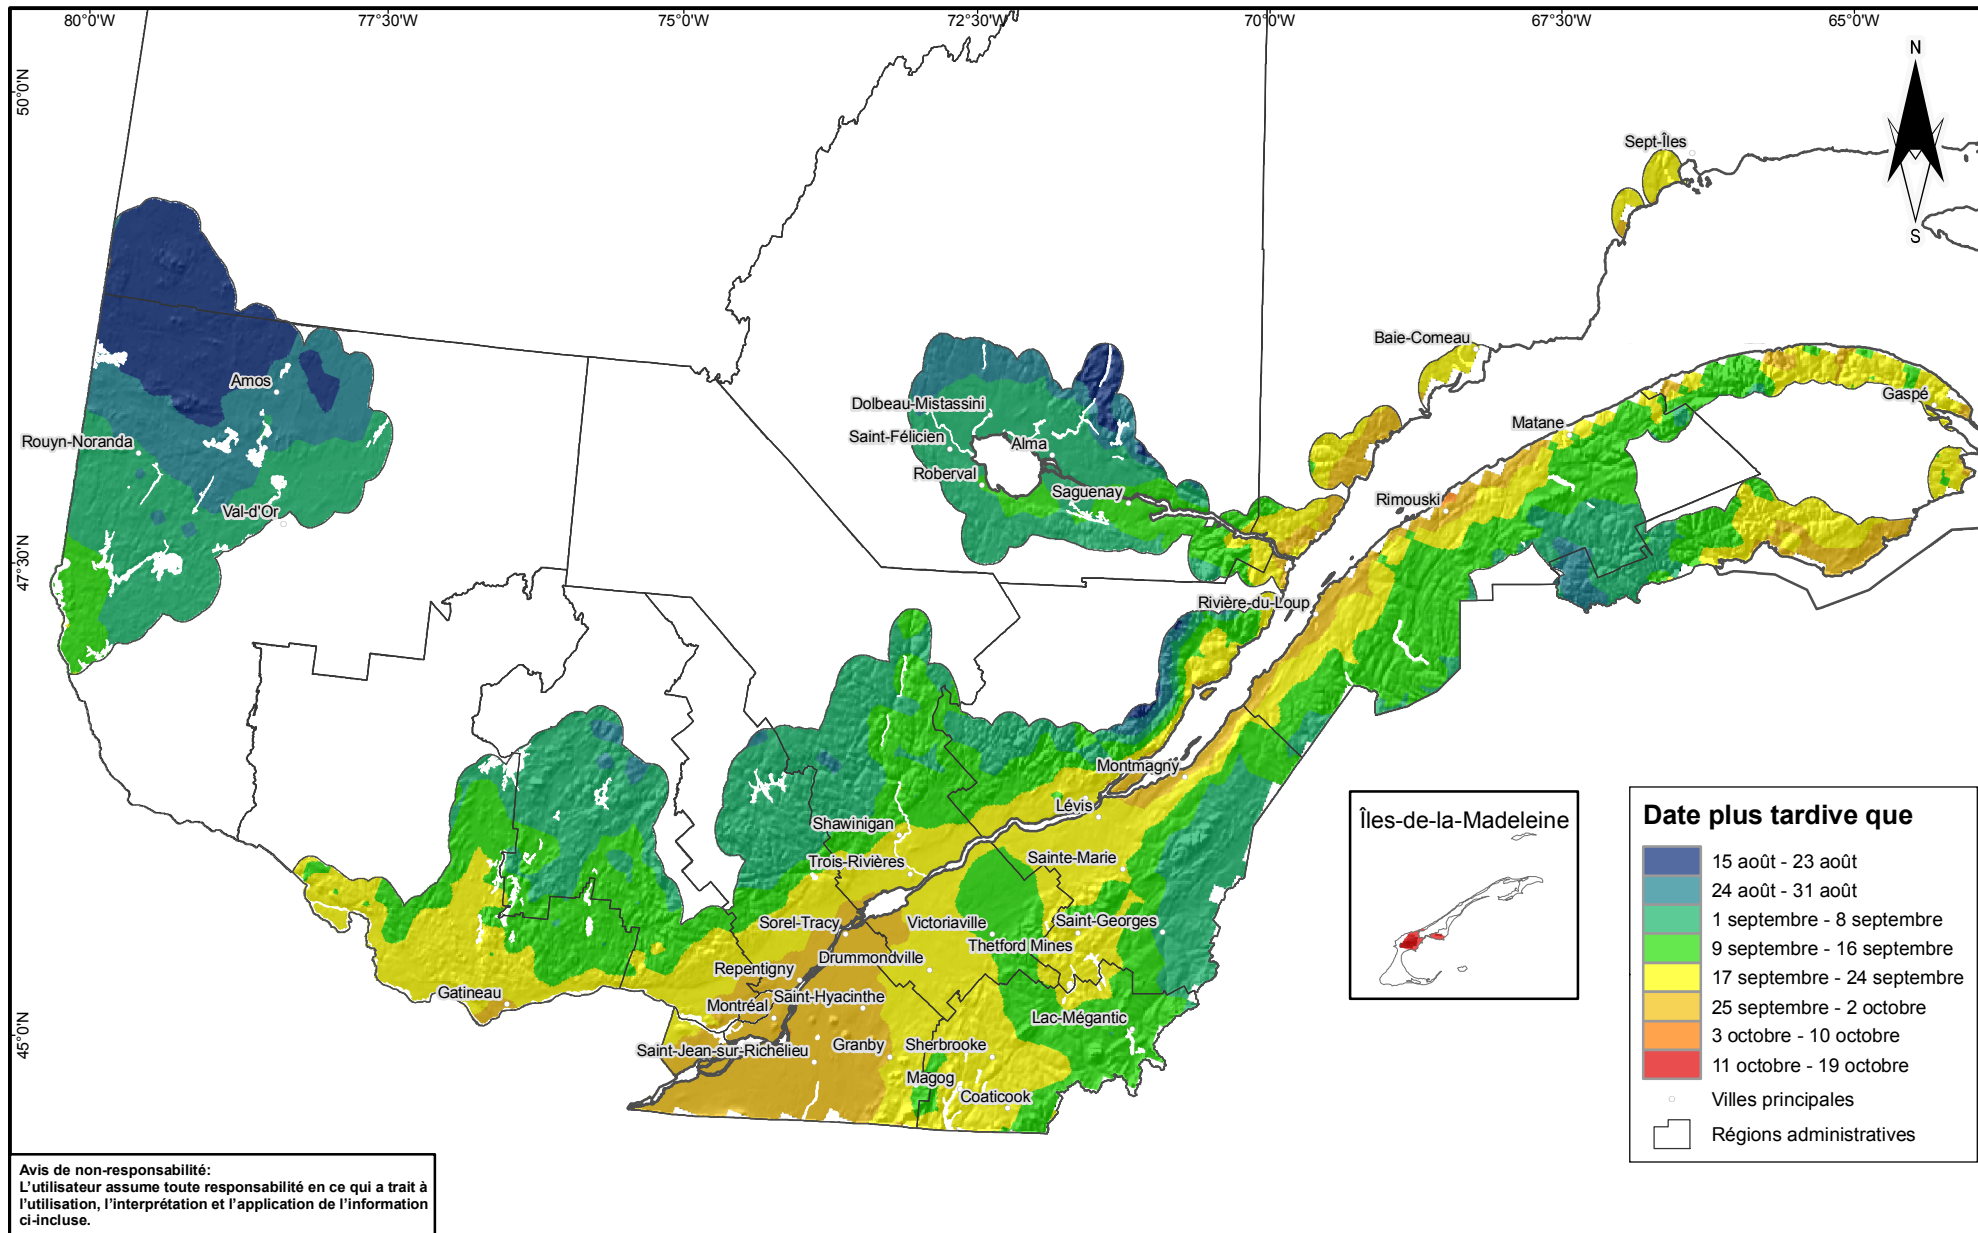 80°0'W
77°30'W
75°0'W
72°30'W
70°0'W
67°30'W
65°0'W
50°0'N
47°30'N
45°0'N
N
S
Sept-Îles
Baie-Comeau
Gaspé
Matane
Rimouski
Amos
Rouyn-Noranda
Val-d'Or
Dolbeau-Mistassini
Saint-Félicien
Alma
Roberval
Saguenay
Rivière-du-Loup
Montmagny
Lévis
Shawinigan
Trois-Rivières
Sainte-Marie
Sorel-Tracy
Victoriaville
Saint-Georges
Thetford Mines
Drummondville
Repentigny
Gatineau
Montréal
Saint-Hyacinthe
Lac-Mégantic
Saint-Jean-sur-Richelieu
Granby
Sherbrooke
Magog
Coaticook
Îles-de-la-Madeleine
Date plus tardive que
15 août - 23 août
24 août - 31 août
1 septembre - 8 septembre
9 septembre - 16 septembre
17 septembre - 24 septembre
25 septembre - 2 octobre
3 octobre - 10 octobre
11 octobre - 19 octobre
Villes principales
Régions administratives
Avis de non-responsabilité:
L'utilisateur assume toute responsabilité en ce qui a trait à
l'utilisation, l'interprétation et l'application de l'information
ci-incluse.